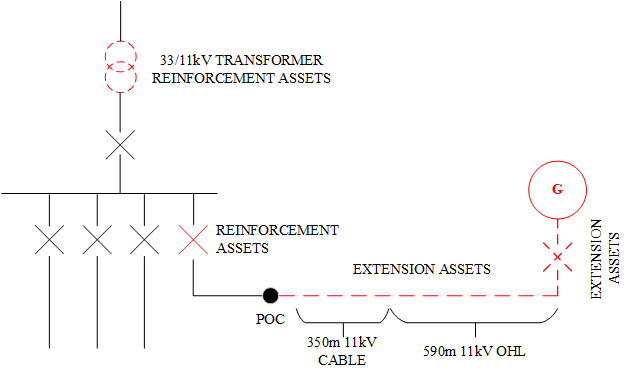 33/11kV TRANSFORMER
REINFORCEMENT ASSETS
G
REINFORCEMENT
ASSETS
EXTENSION ASSETS
EXTENSION
ASSETS
POC
350m 11kV
CABLE
590m 11kV OHL